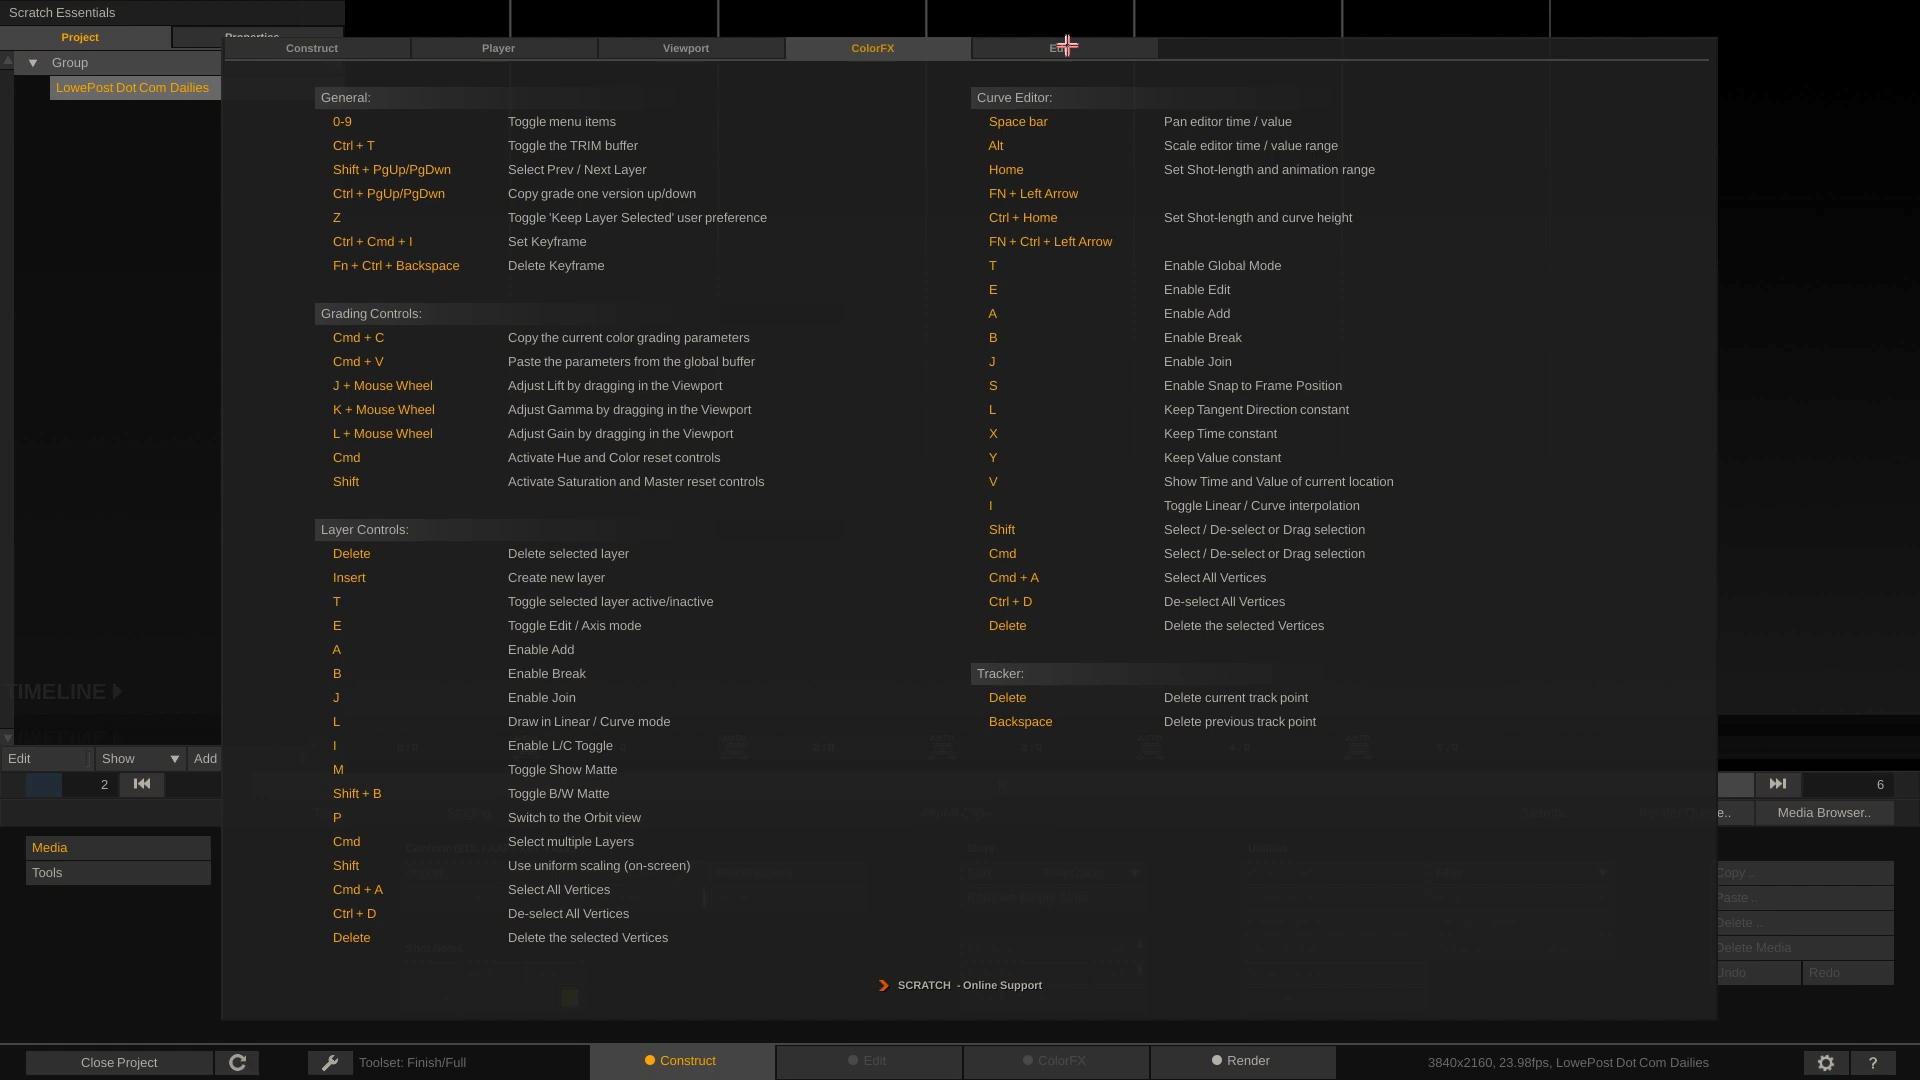 Scratch Essentials
Project
Construct
Player
Viewport
ColorFX
Group
LowePost Dot Com Dailies
General:
0-9 Toggle menu items
Ctrl + T Toggle the TRIM buffer
Shift + PgUp/PgDwn Select Prev / Next Layer
Ctrl + PgUp/PgDwn Copy grade one version up/down
Z Toggle 'Keep Layer Selected' user preference
Ctrl + Cmd + I Set Keyframe
Fn + Ctrl + Backspace Delete Keyframe
Grading Controls:
Cmd + C Copy the current color grading parameters
Cmd + V Paste the parameters from the global buffer
J + Mouse Wheel Adjust Lift by dragging in the Viewport
K + Mouse Wheel Adjust Gamma by dragging in the Viewport
L + Mouse Wheel Adjust Gain by dragging in the Viewport
Cmd Activate Hue and Color reset controls
Shift Activate Saturation and Master reset controls
Layer Controls:
Delete Delete selected layer
Insert Create new layer
T Toggle selected layer active/inactive
E Toggle Edit / Axis mode
A Enable Add
B Enable Break
J Enable Join
L Draw in Linear / Curve mode
I Enable L/C Toggle
M Toggle Show Matte
Shift + B Toggle B/W Matte
P Switch to the Orbit view
Cmd Select multiple Layers
Shift Use uniform scaling (on-screen)
Cmd + A Select All Vertices
Ctrl + D De-select All Vertices
Delete Delete the selected Vertices
Curve Editor:
Space bar Pan editor time / value
Alt Scale editor time / value range
Home Set Shot-length and animation range
FN + Left Arrow
Ctrl + Home Set Shot-length and curve height
FN + Ctrl + Left Arrow
T Enable Global Mode
E Enable Edit
A Enable Add
B Enable Break
J Enable Join
S Enable Snap to Frame Position
L Keep Tangent Direction constant
X Keep Time constant
Y Keep Value constant
V Show Time and Value of current location
I Toggle Linear / Curve interpolation
Shift Select / De-select or Drag selection
Cmd Select / De-select or Drag selection
Cmd + A Select All Vertices
Ctrl + D De-select All Vertices
Delete Delete the selected Vertices
Tracker:
Delete Delete current track point
Backspace Delete previous track point
SCRATCH - Online Support
TIMELINE
Edit
Show
Add
2
6
Media Browser..
Media
Tools
Copy ..
Paste ..
Delete ..
Delete Media
Undo
Redo
Close Project
Toolset: Finish/Full
Construct
Edit
ColorFX
Render
3840x2160, 23.98fps, LowePost Dot Com Dailies
?